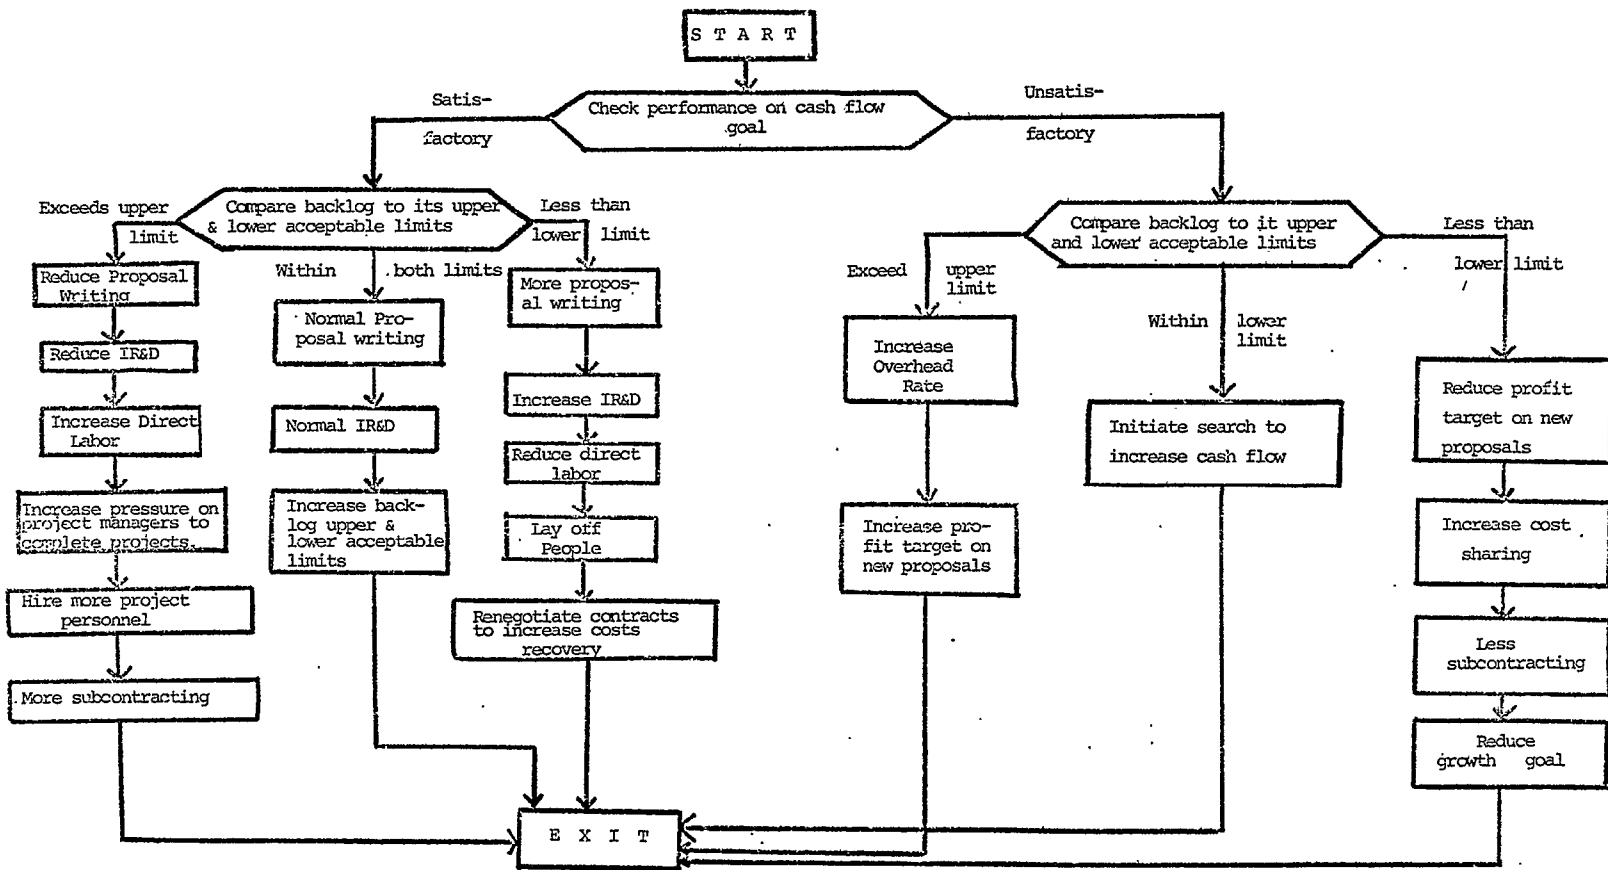 S T A R T
Check performance on cash flow
goal
Satis-
factory
Unsatis-
factory
Compare backlog to its upper
& lower acceptable limits
Exceeds upper
limit
Within both limits
Less than
lower limit
Reduce Proposal
Writing
Reduce IR&D
Increase Direct
Labor
Increase pressure on
project managers to
complete projects.
Hire more project
personnel
More subcontracting
Normal Pro-
posal writing
Normal IR&D
Increase back-
log upper &
lower acceptable
limits
More propos-
al writing
Increase IR&D
Reduce direct
labor
Lay off
People
Renegotiate contracts
to increase costs
recovery
Compare backlog to it upper
and lower acceptable limits
Exceed upper
limit
Within lower
limit
Less than
lower limit
Increase
Overhead
Rate
Increase pro-
fit target on
new proposals
Initiate search to
increase cash flow
Reduce profit
target on new
proposals
Increase cost
sharing
Less
subcontracting
Reduce
growth goal
E X I T